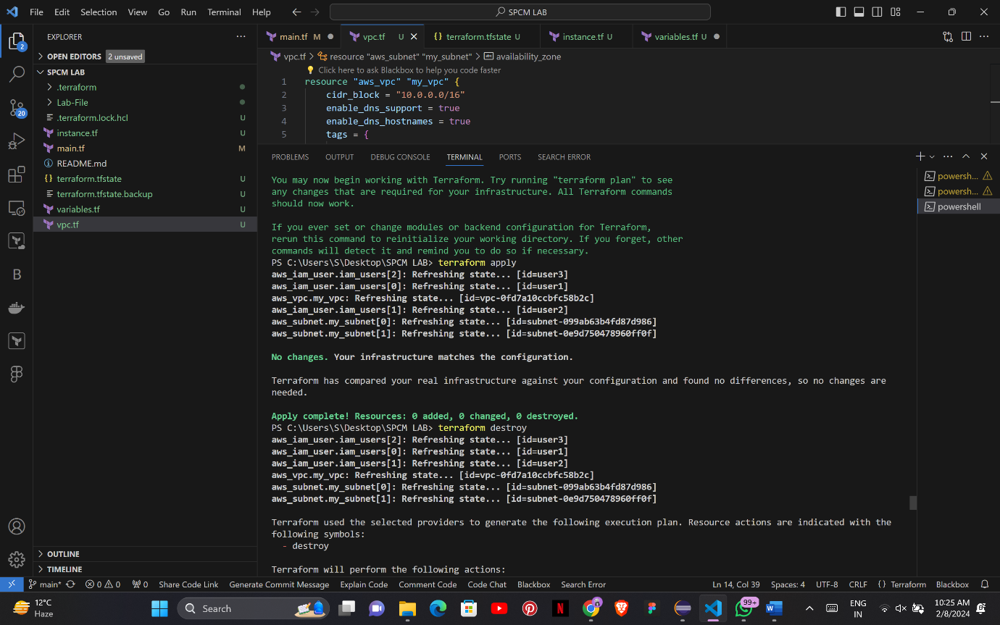 File Edit Selection View Go Run Terminal Help SPCM LAB
EXPLORER
OPEN EDITORS 2 unsaved
SPCM LAB
.terraform
Lab-File
.terraform.lock.hcl U
instance.tf U
main.tf M
README.md
terraform.tfstate U
terraform.tfstate.backup U
variables.tf U
vpc.tf U
OUTLINE
TIMELINE
2
20
B
main.tf M vpc.tf U terraform.tfstate U instance.tf U variables.tf U
vpc.tf > resource "aws_subnet" "my_subnet" > availability_zone
Click here to ask Blackbox to help you code faster
1 resource "aws_vpc" "my_vpc" {
2 cidr_block = "10.0.0.0/16"
3 enable_dns_support = true
4 enable_dns_hostnames = true
5 tags = {
PROBLEMS OUTPUT DEBUG CONSOLE TERMINAL PORTS SEARCH ERROR
powersh...
powersh...
powershell
You may now begin working with Terraform. Try running "terraform plan" to see
any changes that are required for your infrastructure. All Terraform commands
should now work.
If you ever set or change modules or backend configuration for Terraform,
rerun this command to reinitialize your working directory. If you forget, other
commands will detect it and remind you to do so if necessary.
PS C:\Users\S\Desktop\SPCM LAB> terraform apply
aws_iam_user.iam_users[2]: Refreshing state... [id=user3]
aws_iam_user.iam_users[0]: Refreshing state... [id=user1]
aws_vpc.my_vpc: Refreshing state... [id=vpc-0fd7a10ccbfc58b2c]
aws_iam_user.iam_users[1]: Refreshing state... [id=user2]
aws_subnet.my_subnet[0]: Refreshing state... [id=subnet-099ab63b4fd87d986]
aws_subnet.my_subnet[1]: Refreshing state... [id=subnet-0e9d750478960ff0f]
No changes. Your infrastructure matches the configuration.
Terraform has compared your real infrastructure against your configuration and found no differences, so no changes are
needed.
Apply complete! Resources: 0 added, 0 changed, 0 destroyed.
PS C:\Users\S\Desktop\SPCM LAB> terraform destroy
aws_iam_user.iam_users[2]: Refreshing state... [id=user3]
aws_iam_user.iam_users[0]: Refreshing state... [id=user1]
aws_iam_user.iam_users[1]: Refreshing state... [id=user2]
aws_vpc.my_vpc: Refreshing state... [id=vpc-0fd7a10ccbfc58b2c]
aws_subnet.my_subnet[0]: Refreshing state... [id=subnet-099ab63b4fd87d986]
aws_subnet.my_subnet[1]: Refreshing state... [id=subnet-0e9d750478960ff0f]
Terraform used the selected providers to generate the following execution plan. Resource actions are indicated with the
following symbols:
- destroy
Terraform will perform the following actions:
main* 0 0 0 Share Code Link Generate Commit Message Explain Code Comment Code Code Chat Blackbox Search Error Ln 14, Col 39 Spaces: 4 UTF-8 CRLF {} Terraform Blackbox
12°C
Haze
Search
99+
ENG
IN
10:25 AM
2/8/2024